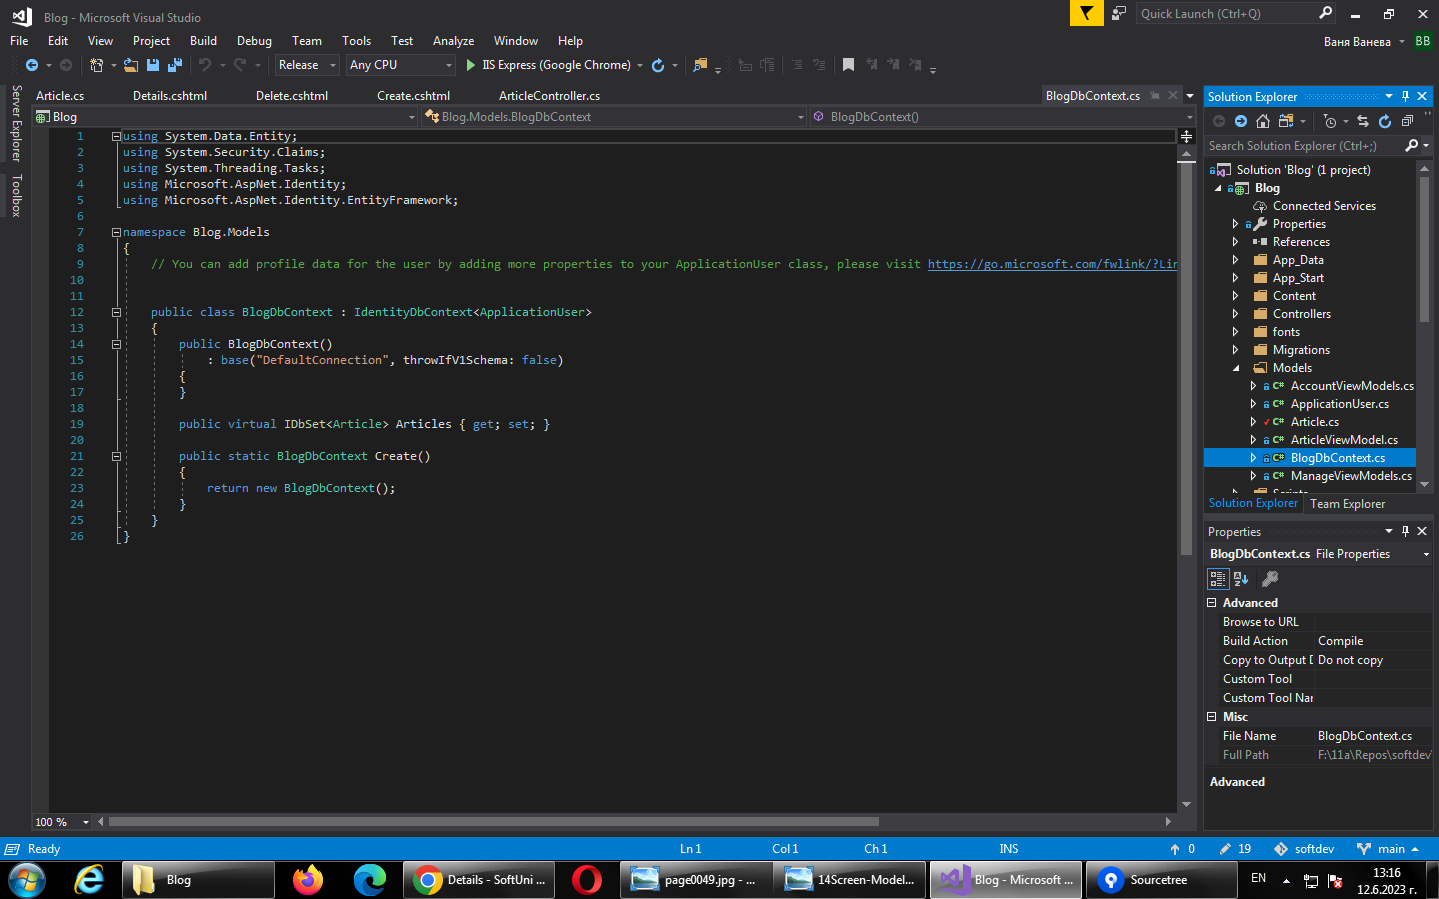 Blog - Microsoft Visual Studio
Quick Launch (Ctrl+Q)
File Edit View Project Build Debug Team Tools Test Analyze Window Help
Ваня Ванева
ВВ
Release Any CPU IIS Express (Google Chrome)
Server Explorer
Toolbox
Article.cs Details.cshtml Delete.cshtml Create.cshtml ArticleController.cs BlogDbContext.cs
Blog Blog.Models.BlogDbContext BlogDbContext()
1 using System.Data.Entity;
2 using System.Security.Claims;
3 using System.Threading.Tasks;
4 using Microsoft.AspNet.Identity;
5 using Microsoft.AspNet.Identity.EntityFramework;
6
7 namespace Blog.Models
8 {
9 // You can add profile data for the user by adding more properties to your ApplicationUser class, please visit https://go.microsoft.com/fwlink/?Lin
10
11
12 public class BlogDbContext : IdentityDbContext<ApplicationUser>
13 {
14 public BlogDbContext()
15 : base("DefaultConnection", throwIfV1Schema: false)
16 {
17 }
18
19 public virtual IDbSet<Article> Articles { get; set; }
20
21 public static BlogDbContext Create()
22 {
23 return new BlogDbContext();
24 }
25 }
26 }
100 %
Solution Explorer
Search Solution Explorer (Ctrl+;)
Solution 'Blog' (1 project)
Blog
Connected Services
Properties
References
App_Data
App_Start
Content
Controllers
fonts
Migrations
Models
AccountViewModels.cs
ApplicationUser.cs
Article.cs
ArticleViewModel.cs
BlogDbContext.cs
ManageViewModels.cs
Scripts
Solution Explorer Team Explorer
Properties
BlogDbContext.cs File Properties
Advanced
Browse to URL
Build Action Compile
Copy to Output D Do not copy
Custom Tool
Custom Tool Nar
Misc
File Name BlogDbContext.cs
Full Path F:\11a\Repos\softdev\
Advanced
Ready Ln 1 Col 1 Ch 1 INS 0 19 softdev main
Blog
Details - SoftUni ...
page0049.jpg - ...
14Screen-Model...
Blog - Microsoft ...
Sourcetree
EN
13:16
12.6.2023 г.